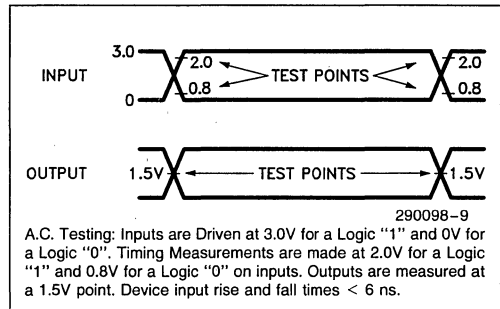 3.0
2.0 TEST POINTS 2.0
INPUT
0.8 0.8
0
OUTPUT 1.5V TEST POINTS 1.5V
290098-9
A.C. Testing: Inputs are Driven at 3.0V for a Logic "1" and 0V for
a Logic "0". Timing Measurements are made at 2.0V for a Logic
"1" and 0.8V for a Logic "0" on inputs. Outputs are measured at
a 1.5V point. Device input rise and fall times < 6 ns.